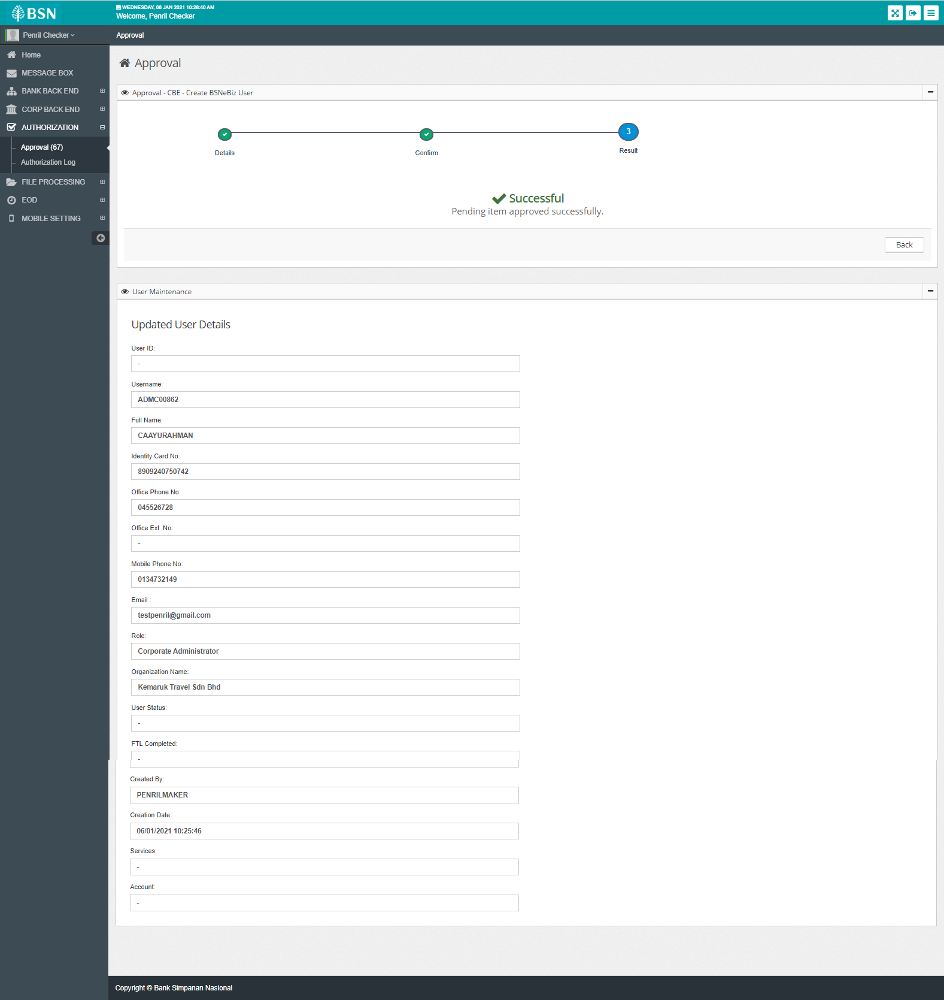 BSN
WEDNESDAY, 06 JAN 2021 10:28:40 AM
Welcome, Penril Checker
Penril Checker
Approval
Home
MESSAGE BOX
BANK BACK END
CORP BACK END
AUTHORIZATION
Approval (67)
Authorization Log
FILE PROCESSING
EOD
MOBILE SETTING
Approval
Approval - CBE - Create BSNeBiz User
3
Details
Confirm
Result
Successful
Pending item approved successfully.
Back
User Maintenance
Updated User Details
User ID:
-
Username:
ADMC00862
Full Name:
CAAYURAHMAN
Identity Card No:
8909240750742
Office Phone No:
045526728
Office Ext. No:
-
Mobile Phone No:
0134732149
Email :
testpenril@gmail.com
Role:
Corporate Administrator
Organization Name:
Kemaruk Travel Sdn Bhd
User Status:
-
FTL Completed:
-
Created By:
PENRILMAKER
Creation Date:
06/01/2021 10:25:46
Services:
-
Account:
-
Copyright © Bank Simpanan Nasional